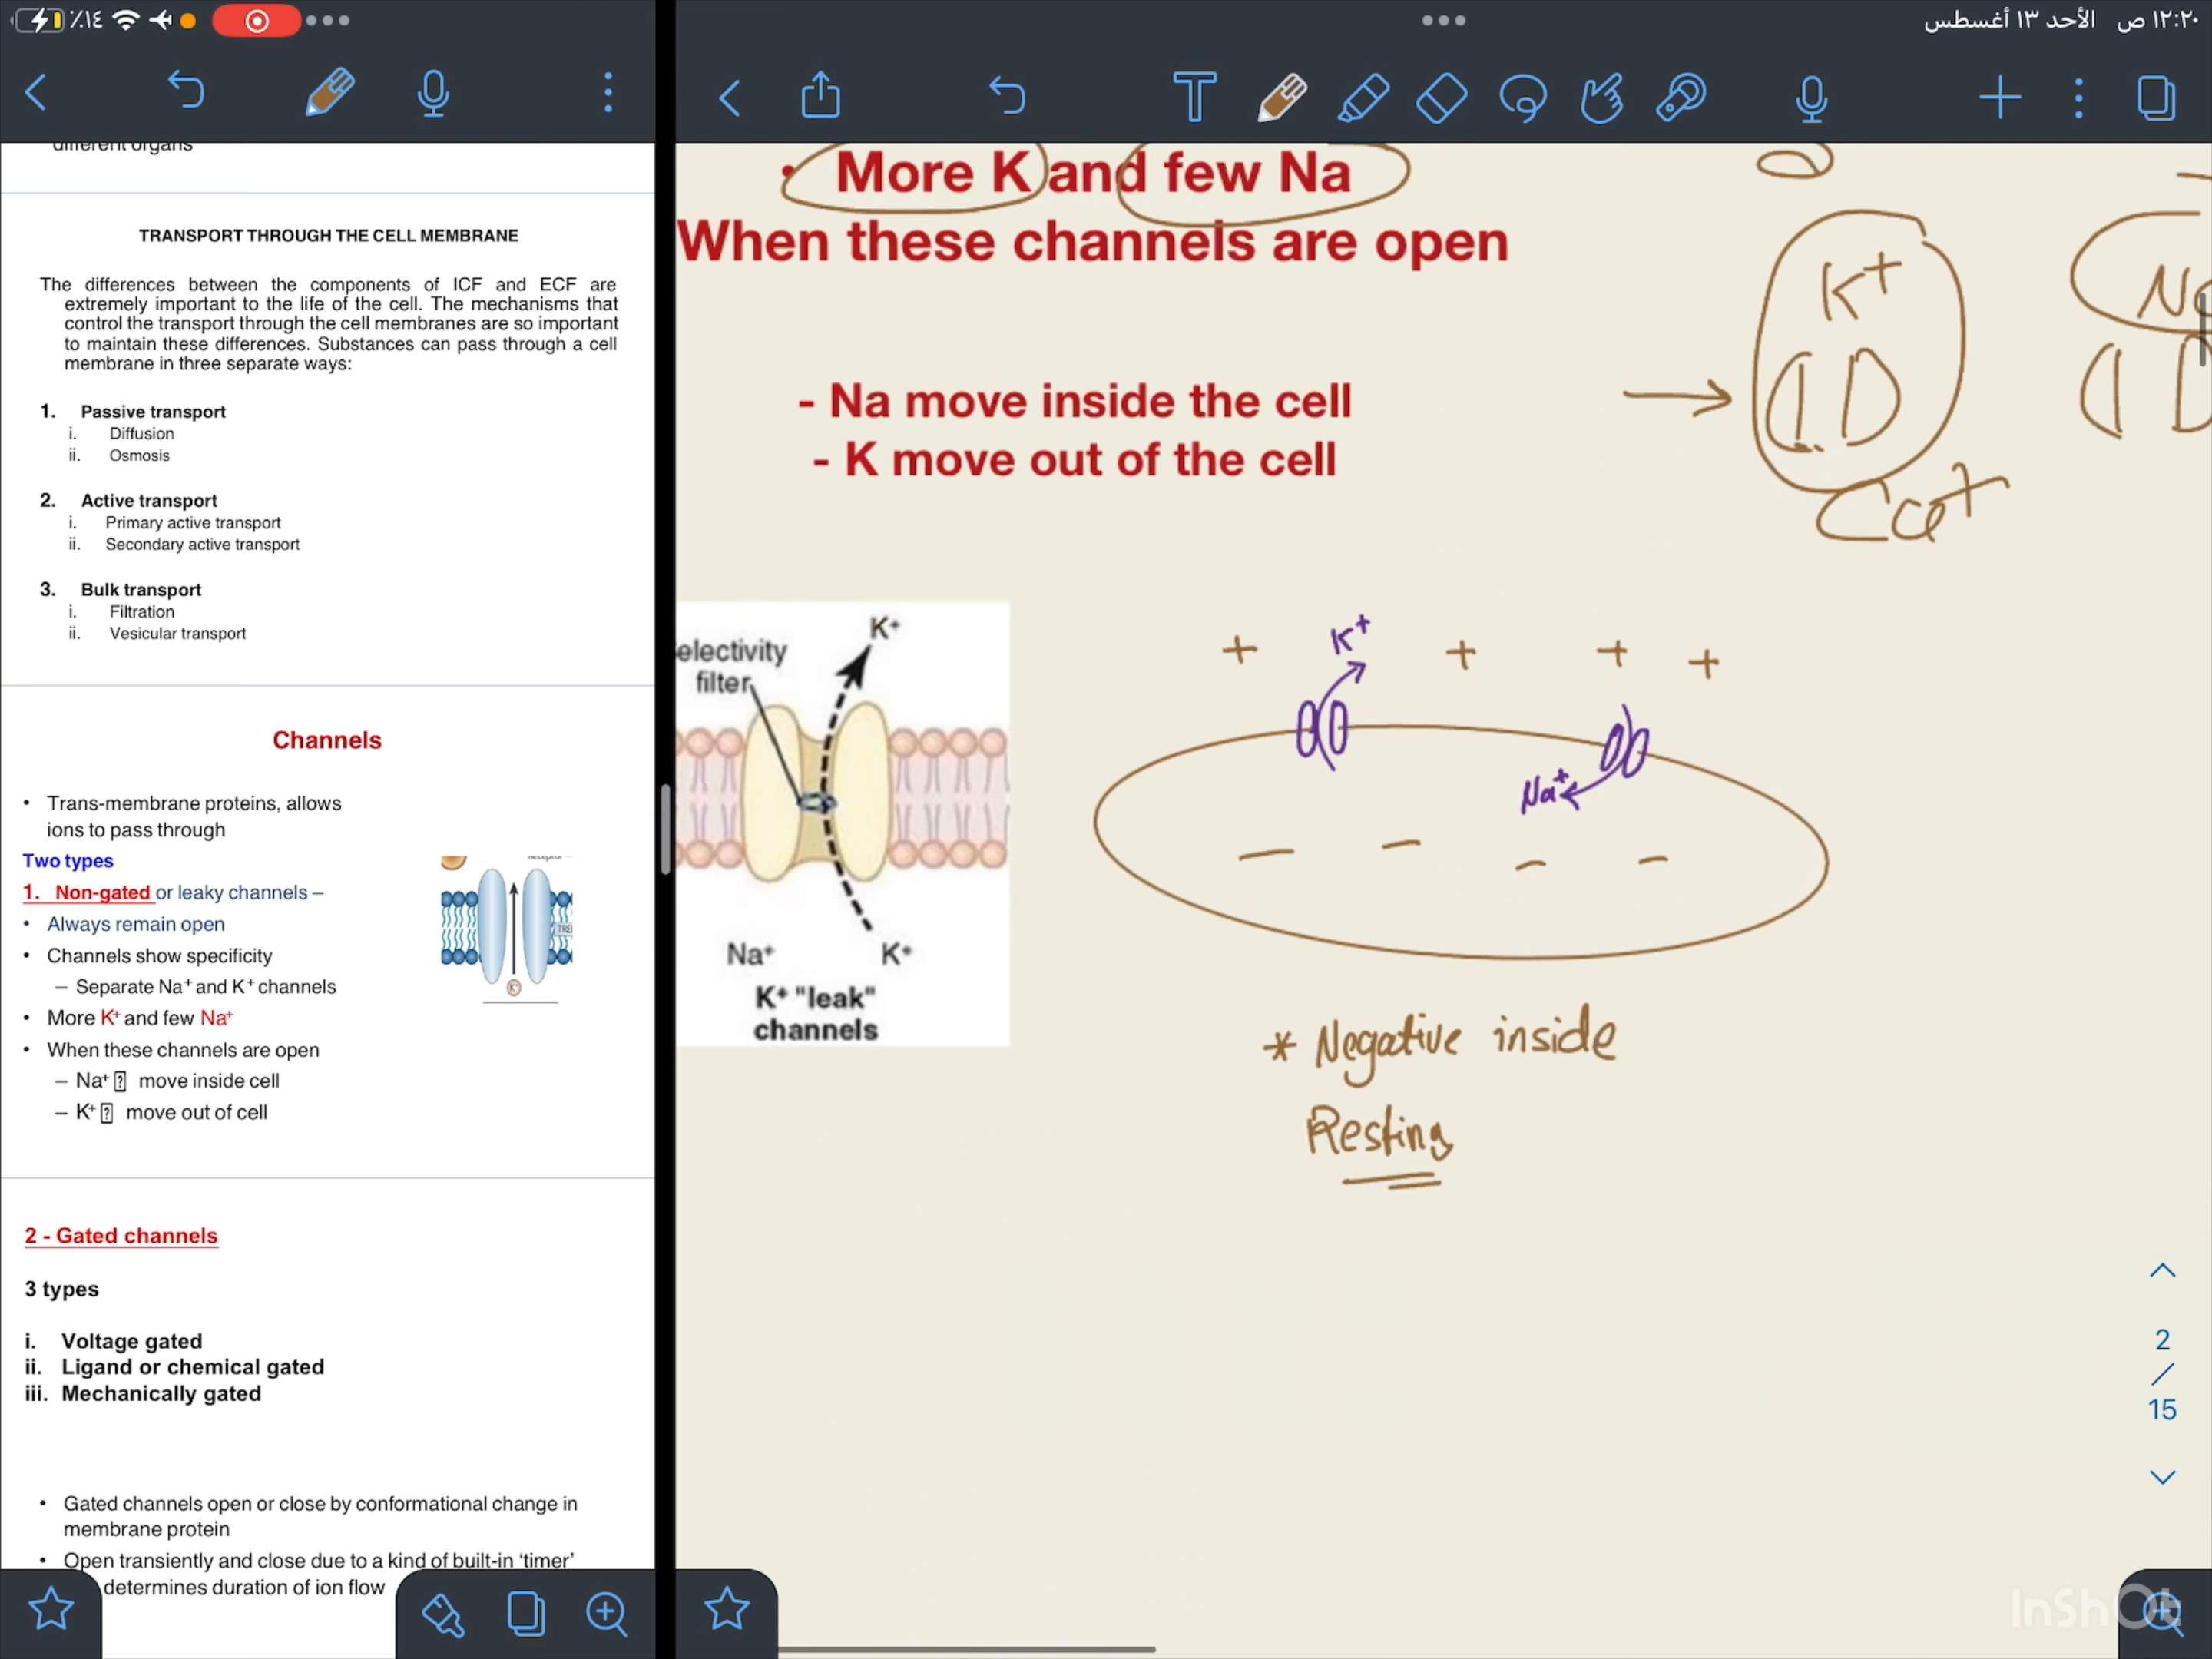 ٪١٤
١٢:٢٠ ص الأحد ١٣ أغسطس
different organs
TRANSPORT THROUGH THE CELL MEMBRANE
The differences between the components of ICF and ECF are
extremely important to the life of the cell. The mechanisms that
control the transport through the cell membranes are so important
to maintain these differences. Substances can pass through a cell
membrane in three separate ways:
1. Passive transport
i. Diffusion
ii. Osmosis
2. Active transport
i. Primary active transport
ii. Secondary active transport
3. Bulk transport
i. Filtration
ii. Vesicular transport
Channels
• Trans-membrane proteins, allows
ions to pass through
Two types
1. Non-gated or leaky channels –
• Always remain open
• Channels show specificity
– Separate Na⁺ and K⁺ channels
• More K⁺ and few Na⁺
• When these channels are open
– Na⁺ move inside cell
– K⁺ move out of cell
2 - Gated channels
3 types
i. Voltage gated
ii. Ligand or chemical gated
iii. Mechanically gated
• Gated channels open or close by conformational change in
membrane protein
• Open transiently and close due to a kind of built-in ‘timer’
determines duration of ion flow
• More K and few Na
When these channels are open
- Na move inside the cell
- K move out of the cell
K+
electivity
filter
K+
Na+
K+
K+ "leak"
channels
+ K+ + + +
Na+
– – – –
* Negative inside
Resting
2
/
15
InShOt